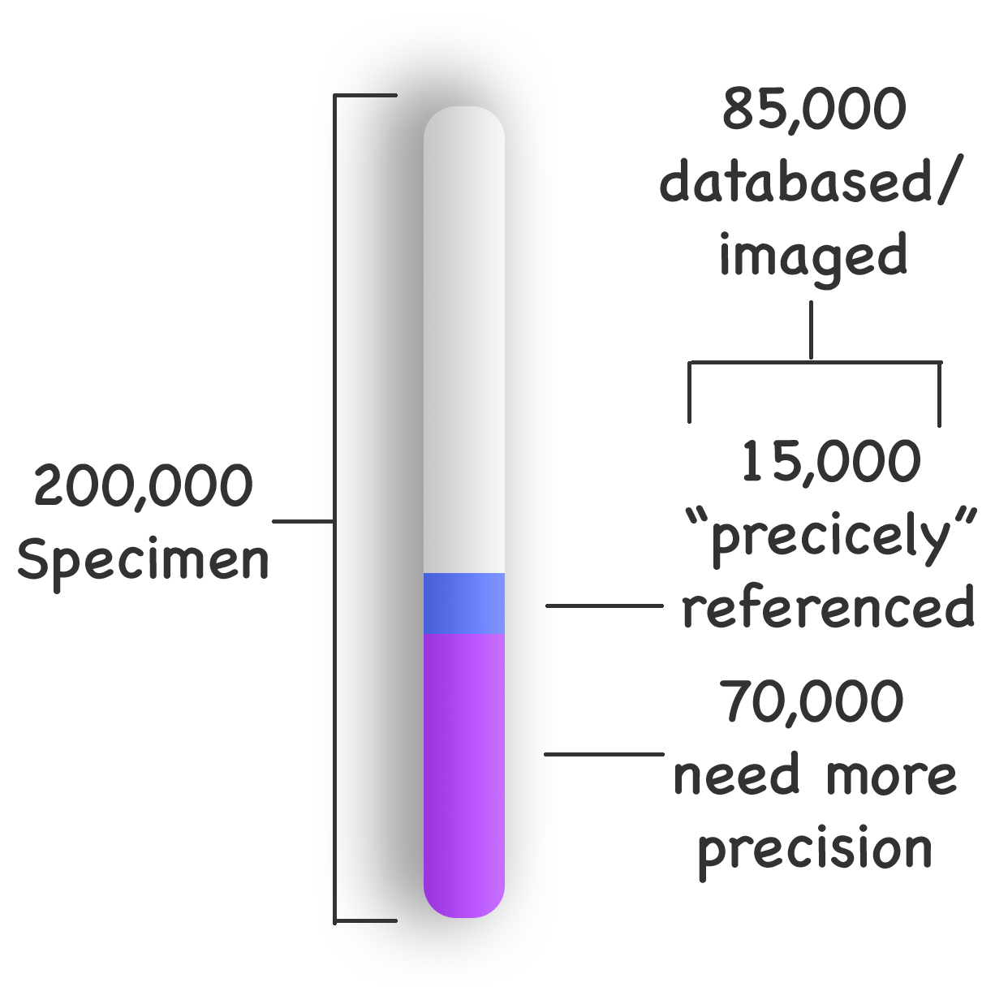 200,000
Specimen
85,000
databased/
imaged
15,000
“precicely”
referenced
70,000
need more
precision